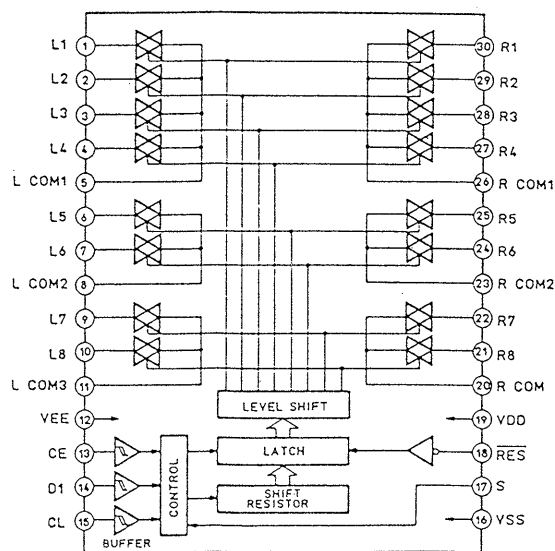 L1 1 30 R1
L2 2 29 R2
L3 3 28 R3
L4 4 27 R4
L COM1 5 26 R COM1
L5 6 25 R5
L6 7 24 R6
L COM2 8 23 R COM2
L7 9 22 R7
L8 10 21 R8
L COM3 11 20 R COM
LEVEL SHIFT
VEE 12 19 VDD
CE 13 LATCH 18 RES
D1 14 CONTROL SHIFT RESISTOR 17 S
CL 15 16 VSS
BUFFER